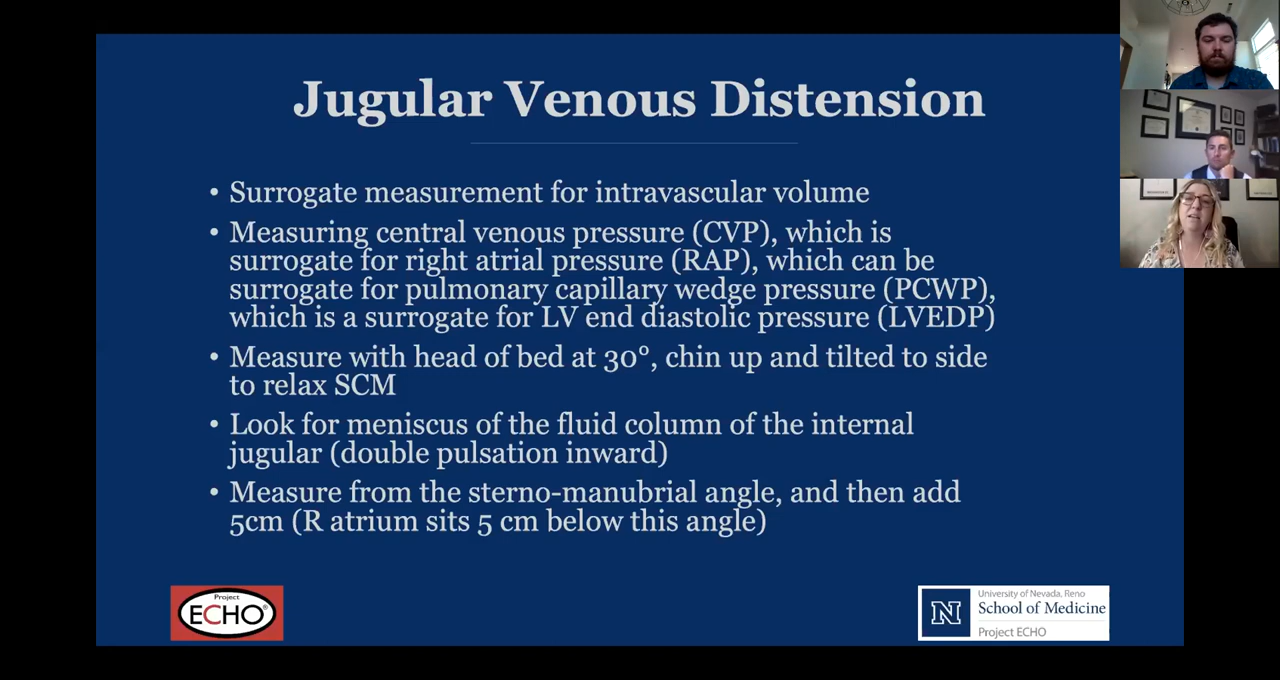 Jugular Venous Distension
• Surrogate measurement for intravascular volume
• Measuring central venous pressure (CVP), which is
surrogate for right atrial pressure (RAP), which can be
surrogate for pulmonary capillary wedge pressure (PCWP),
which is a surrogate for LV end diastolic pressure (LVEDP)
• Measure with head of bed at 30°, chin up and tilted to side
to relax SCM
• Look for meniscus of the fluid column of the internal
jugular (double pulsation inward)
• Measure from the sterno-manubrial angle, and then add
5cm (R atrium sits 5 cm below this angle)
Project
ECHO®
N
University of Nevada, Reno
School of Medicine
Project ECHO